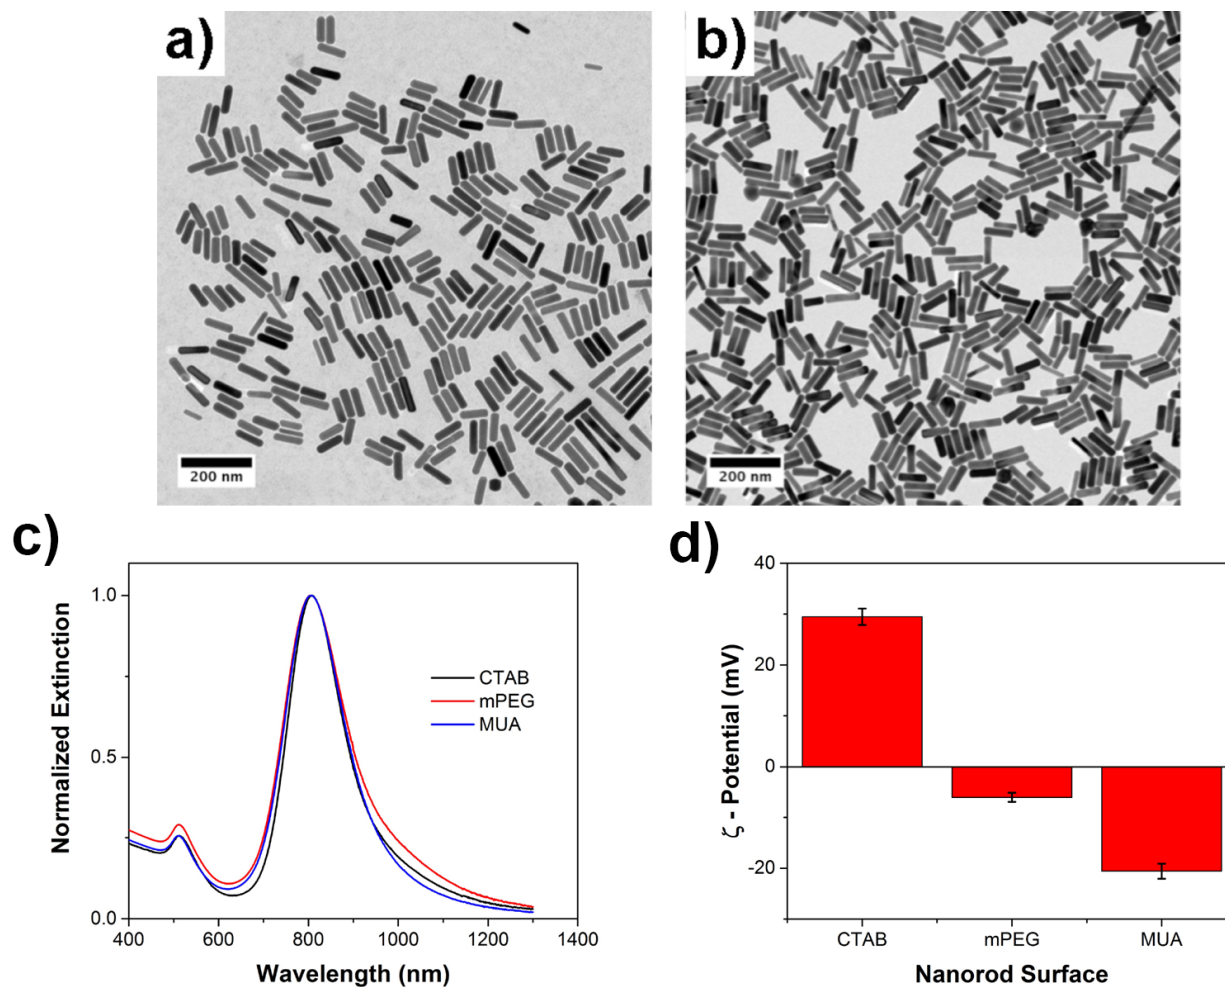 a)
b)
200 nm
200 nm
c)
d)
Normalized Extinction
1.0
0.5
0.0
CTAB
mPEG
MUA
400
600
800
1000
1200
1400
Wavelength (nm)
ζ - Potential (mV)
40
20
0
-20
CTAB
mPEG
MUA
Nanorod Surface